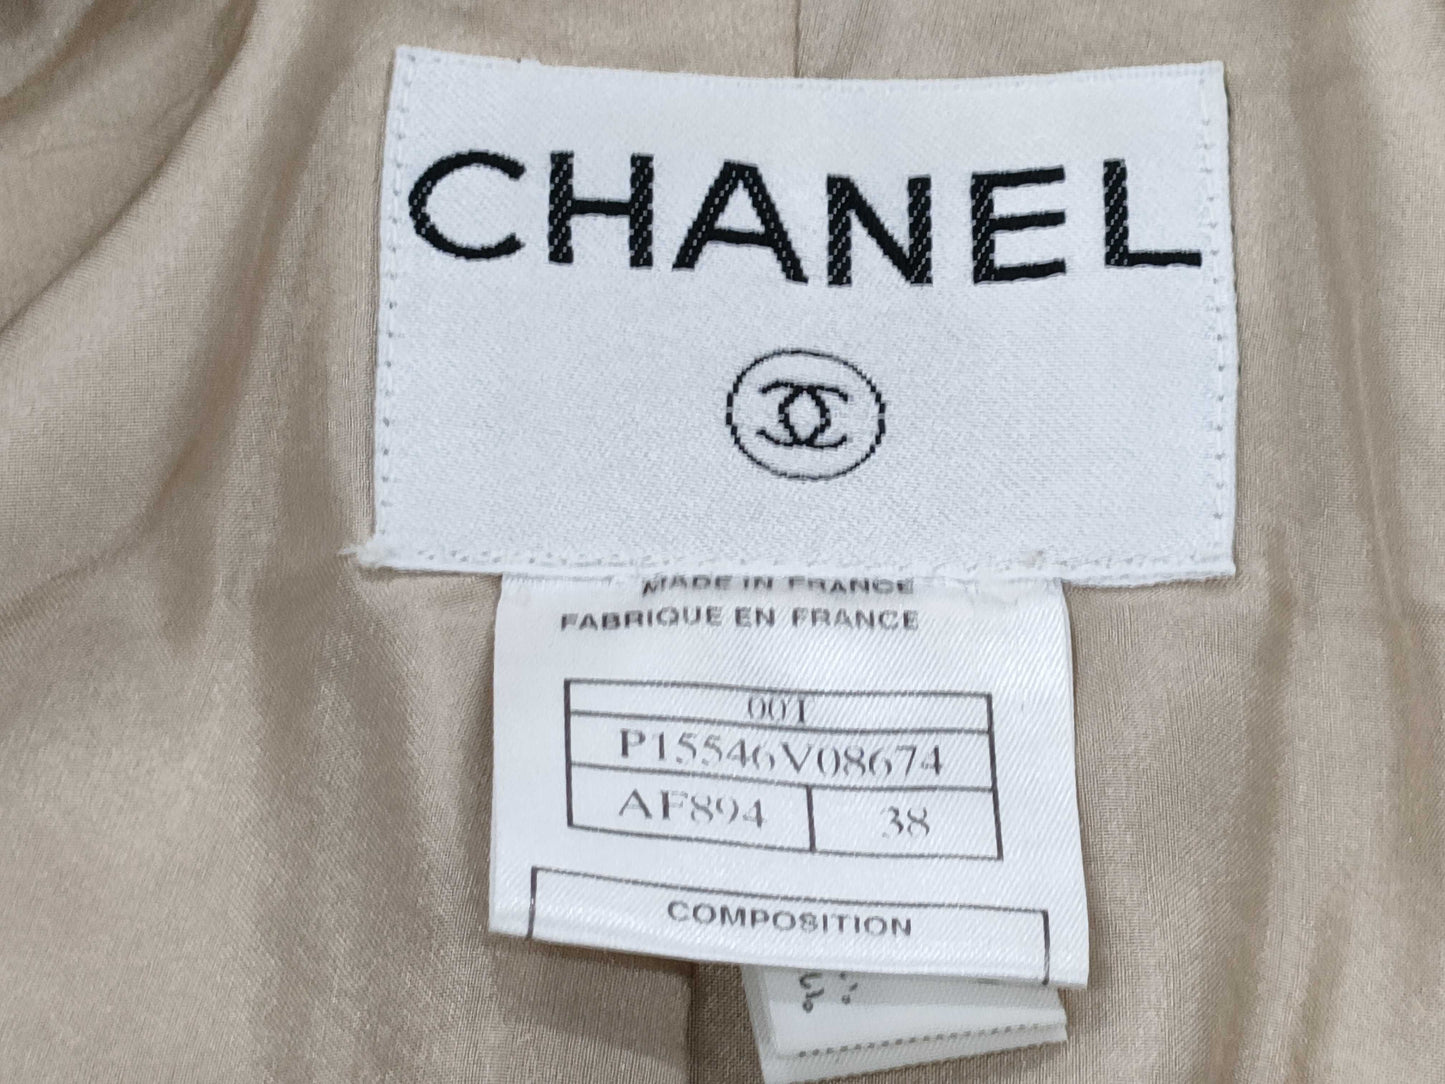 CHANEL
MADE IN FRANCE
FABRIQUE EN FRANCE
00T
P15546V08674
AF894 38
COMPOSITION